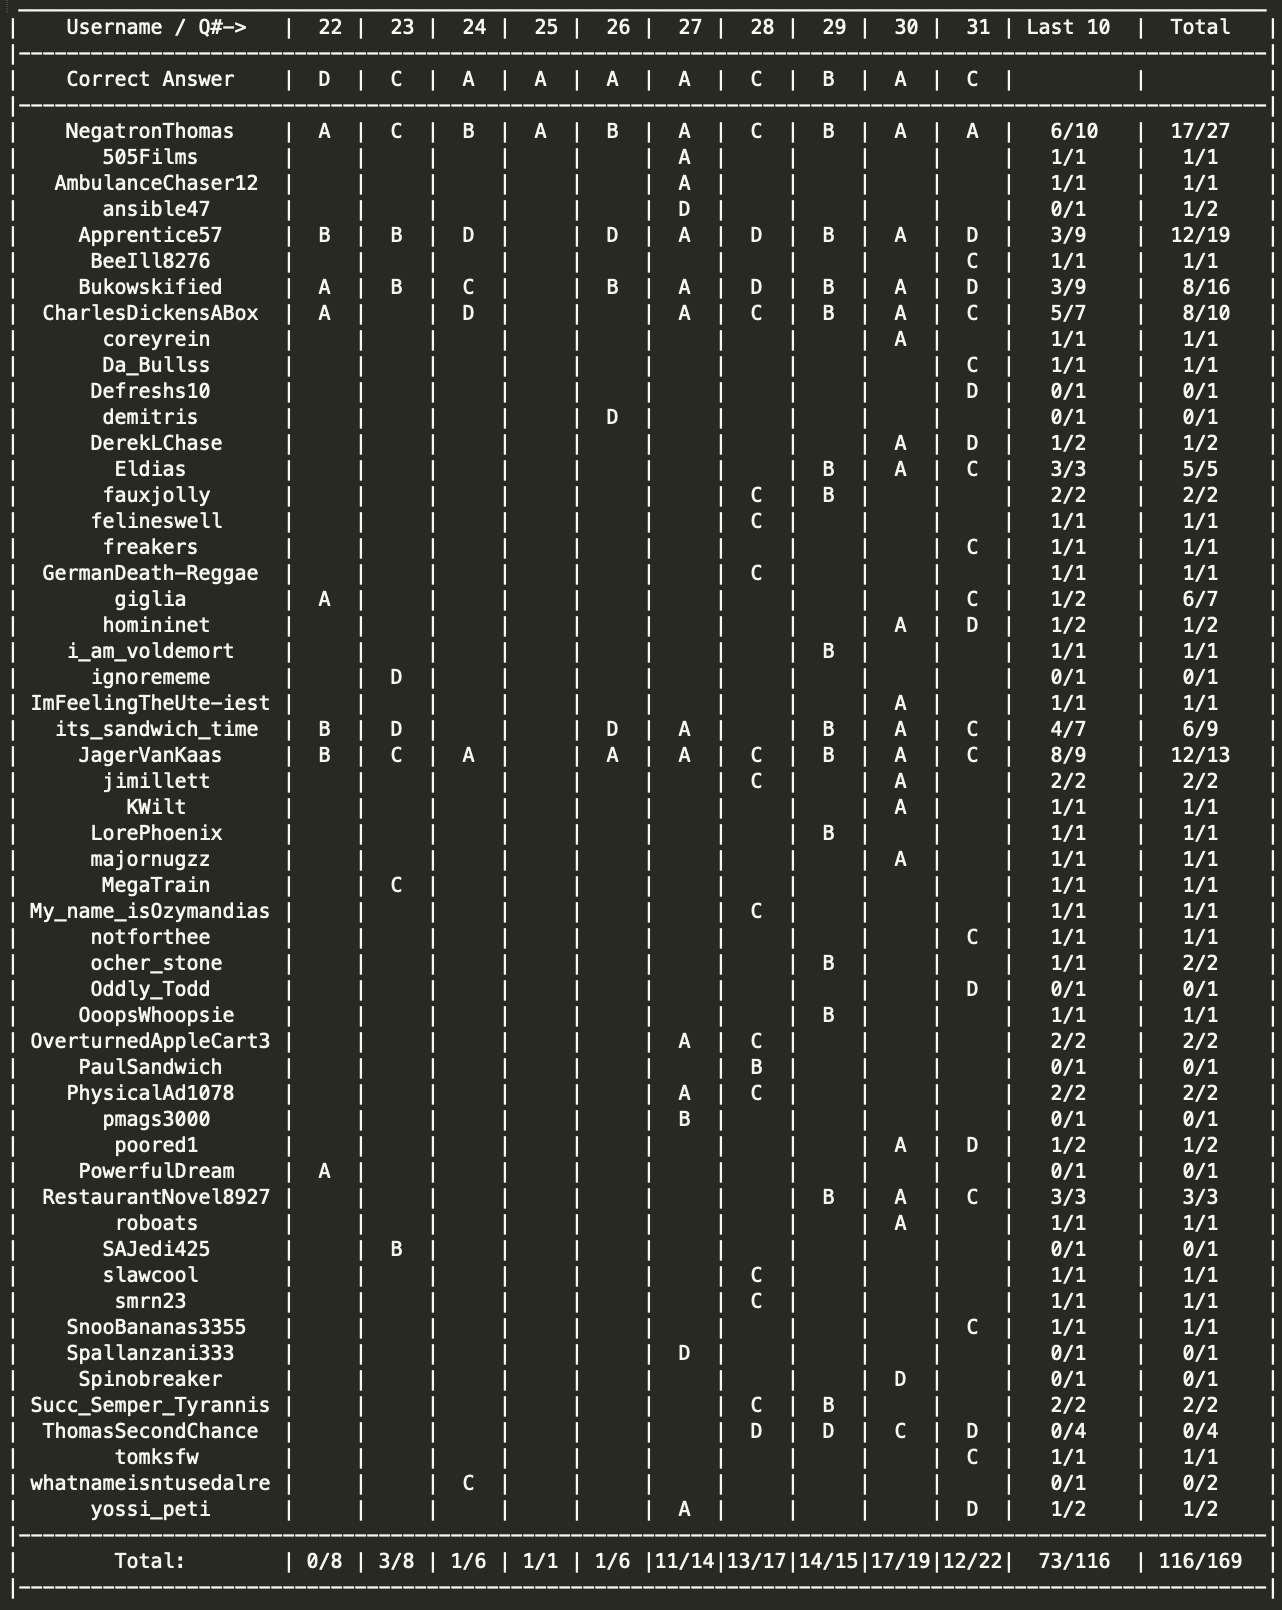 | Username / Q#—> | 22 | 23 | 24 | 25 | 26 | 27 | 28 | 29 | 30 | 31 | Last 10 | Total |
| Correct Answer | D | C | A | A | A | A | C | B | A | C | | |
| NegatronThomas | A | C | B | A | B | A | C | B | A | A | 6/10 | 17/27 |
| 505Films | | | | | | A | | | | | 1/1 | 1/1 |
| AmbulanceChaser12 | | | | | | A | | | | | 1/1 | 1/1 |
| ansible47 | | | | | | D | | | | | 0/1 | 1/2 |
| Apprentice57 | B | B | D | | D | A | D | B | A | D | 3/9 | 12/19 |
| BeeIll8276 | | | | | | | | | | C | 1/1 | 1/1 |
| Bukowskified | A | B | C | | B | A | D | B | A | D | 3/9 | 8/16 |
| CharlesDickensABox | A | | D | | | A | C | B | A | C | 5/7 | 8/10 |
| coreyrein | | | | | | | | | A | | 1/1 | 1/1 |
| Da_Bullss | | | | | | | | | | C | 1/1 | 1/1 |
| Defreshs10 | | | | | | | | | | D | 0/1 | 0/1 |
| demitris | | | | | D | | | | | | 0/1 | 0/1 |
| DerekLChase | | | | | | | | | A | D | 1/2 | 1/2 |
| Eldias | | | | | | | | B | A | C | 3/3 | 5/5 |
| fauxjolly | | | | | | | C | B | | | 2/2 | 2/2 |
| felineswell | | | | | | | C | | | | 1/1 | 1/1 |
| freakers | | | | | | | | | | C | 1/1 | 1/1 |
| GermanDeath-Reggae | | | | | | | C | | | | 1/1 | 1/1 |
| giglia | A | | | | | | | | | C | 1/2 | 6/7 |
| homininet | | | | | | | | | A | D | 1/2 | 1/2 |
| i_am_voldemort | | | | | | | | B | | | 1/1 | 1/1 |
| ignorememe | | D | | | | | | | | | 0/1 | 0/1 |
| ImFeelingTheUte-iest | | | | | | | | | A | | 1/1 | 1/1 |
| its_sandwich_time | B | D | | | D | A | | B | A | C | 4/7 | 6/9 |
| JagerVanKaas | B | C | A | | A | A | C | B | A | C | 8/9 | 12/13 |
| jimillett | | | | | | | C | | A | | 2/2 | 2/2 |
| KWilt | | | | | | | | | A | | 1/1 | 1/1 |
| LorePhoenix | | | | | | | | B | | | 1/1 | 1/1 |
| majornugzz | | | | | | | | | A | | 1/1 | 1/1 |
| MegaTrain | | C | | | | | | | | | 1/1 | 1/1 |
| My_name_isOzymandias | | | | | | | C | | | | 1/1 | 1/1 |
| notforthee | | | | | | | | | | C | 1/1 | 1/1 |
| ocher_stone | | | | | | | | B | | | 1/1 | 2/2 |
| Oddly_Todd | | | | | | | | | | D | 0/1 | 0/1 |
| OoopsWhoopsie | | | | | | | | B | | | 1/1 | 1/1 |
| OverturnedAppleCart3 | | | | | | A | C | | | | 2/2 | 2/2 |
| PaulSandwich | | | | | | | B | | | | 0/1 | 0/1 |
| PhysicalAd1078 | | | | | | A | C | | | | 2/2 | 2/2 |
| pmags3000 | | | | | | B | | | | | 0/1 | 0/1 |
| poored1 | | | | | | | | | A | D | 1/2 | 1/2 |
| PowerfulDream | A | | | | | | | | | | 0/1 | 0/1 |
| RestaurantNovel8927 | | | | | | | | B | A | C | 3/3 | 3/3 |
| roboats | | | | | | | | | A | | 1/1 | 1/1 |
| SAJedi425 | | B | | | | | | | | | 0/1 | 0/1 |
| slawcool | | | | | | | C | | | | 1/1 | 1/1 |
| smrn23 | | | | | | | C | | | | 1/1 | 1/1 |
| SnooBananas3355 | | | | | | | | | | C | 1/1 | 1/1 |
| Spallanzani333 | | | | | | D | | | | | 0/1 | 0/1 |
| Spinobreaker | | | | | | | | | D | | 0/1 | 0/1 |
| Succ_Semper_Tyrannis | | | | | | | C | B | | | 2/2 | 2/2 |
| ThomasSecondChance | | | | | | | D | D | C | D | 0/4 | 0/4 |
| tomksfw | | | | | | | | | | C | 1/1 | 1/1 |
| whatnameisntusedalre | | | C | | | | | | | | 0/1 | 0/2 |
| yossi_peti | | | | | | A | | | | D | 1/2 | 1/2 |
| Total: | 0/8 | 3/8 | 1/6 | 1/1 | 1/6 |11/14|13/17|14/15|17/19|12/22| 73/116 | 116/169 |